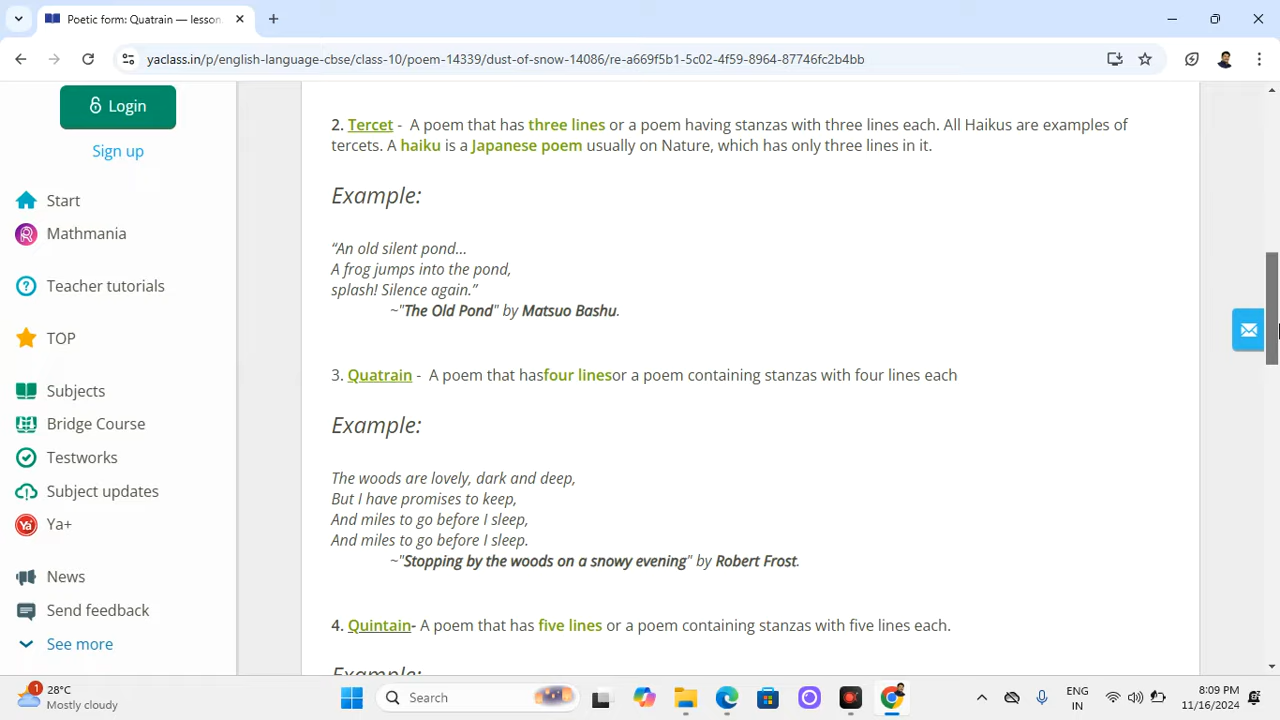 Poetic form: Quatrain — lesson
yaclass.in/p/english-language-cbse/class-10/poem-14339/dust-of-snow-14086/re-a669f5b1-5c02-4f59-8964-87746fc2b4bb
Login
Sign up
Start
Mathmania
Teacher tutorials
TOP
Subjects
Bridge Course
Testworks
Subject updates
Ya+
News
Send feedback
See more
2. Tercet - A poem that has three lines or a poem having stanzas with three lines each. All Haikus are examples of
tercets. A haiku is a Japanese poem usually on Nature, which has only three lines in it.
Example:
“An old silent pond...
A frog jumps into the pond,
splash! Silence again.”
~"The Old Pond" by Matsuo Bashu.
3. Quatrain - A poem that hasfour linesor a poem containing stanzas with four lines each
Example:
The woods are lovely, dark and deep,
But I have promises to keep,
And miles to go before I sleep,
And miles to go before I sleep.
~"Stopping by the woods on a snowy evening" by Robert Frost.
4. Quintain- A poem that has five lines or a poem containing stanzas with five lines each.
Example:
28°C
Mostly cloudy
1
Search
ENG
IN
8:09 PM
11/16/2024